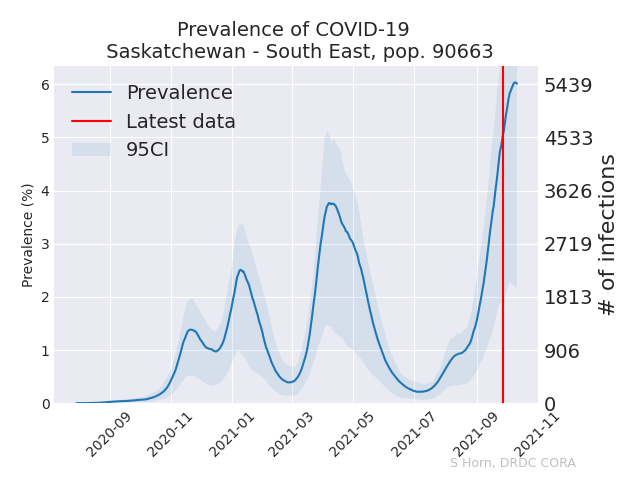 Prevalence of COVID-19
Saskatchewan - South East, pop. 90663
Prevalence
Latest data
95CI
Prevalence (%)
6
5
4
3
2
1
0
5439
4533
3626
2719
1813
906
0
# of infections
2020-09
2020-11
2021-01
2021-03
2021-05
2021-07
2021-09
2021-11
S Horn, DRDC CORA